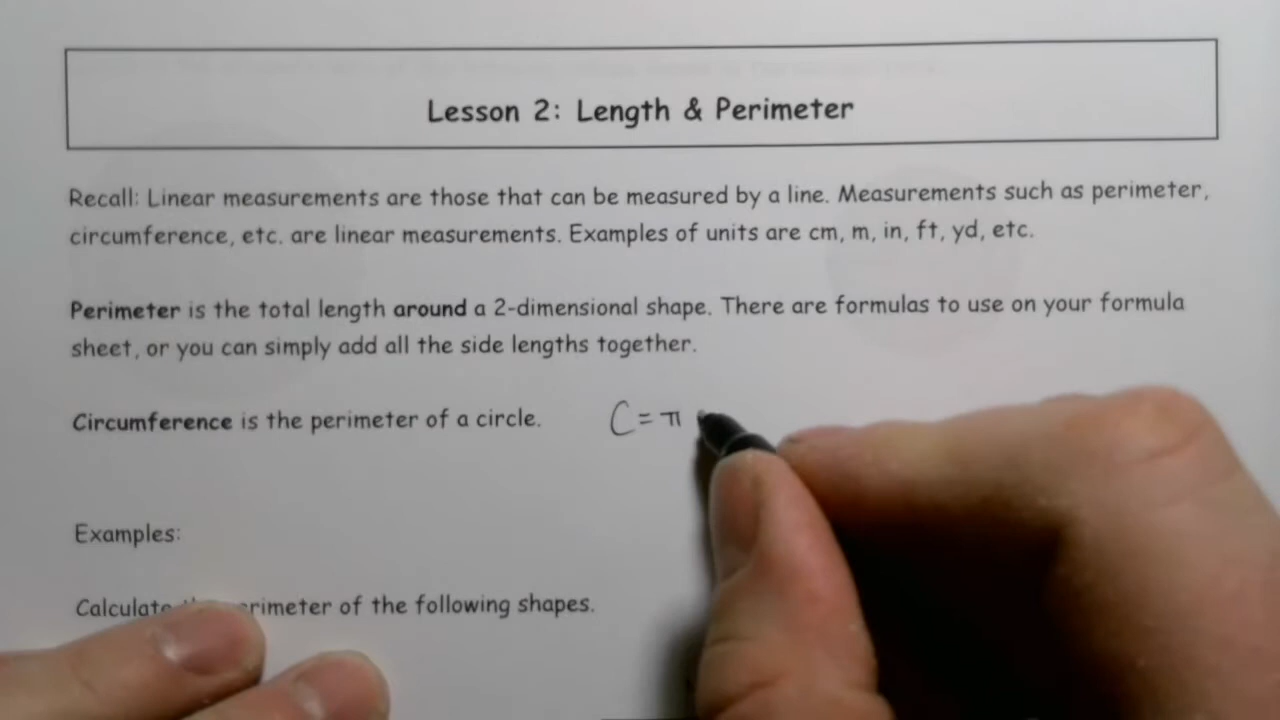 Lesson 2: Length & Perimeter
Recall: Linear measurements are those that can be measured by a line. Measurements such as perimeter,
circumference, etc. are linear measurements. Examples of units are cm, m, in, ft, yd, etc.
Perimeter is the total length around a 2-dimensional shape. There are formulas to use on your formula
sheet, or you can simply add all the side lengths together.
Circumference is the perimeter of a circle. C = π
Examples:
Calculate perimeter of the following shapes.